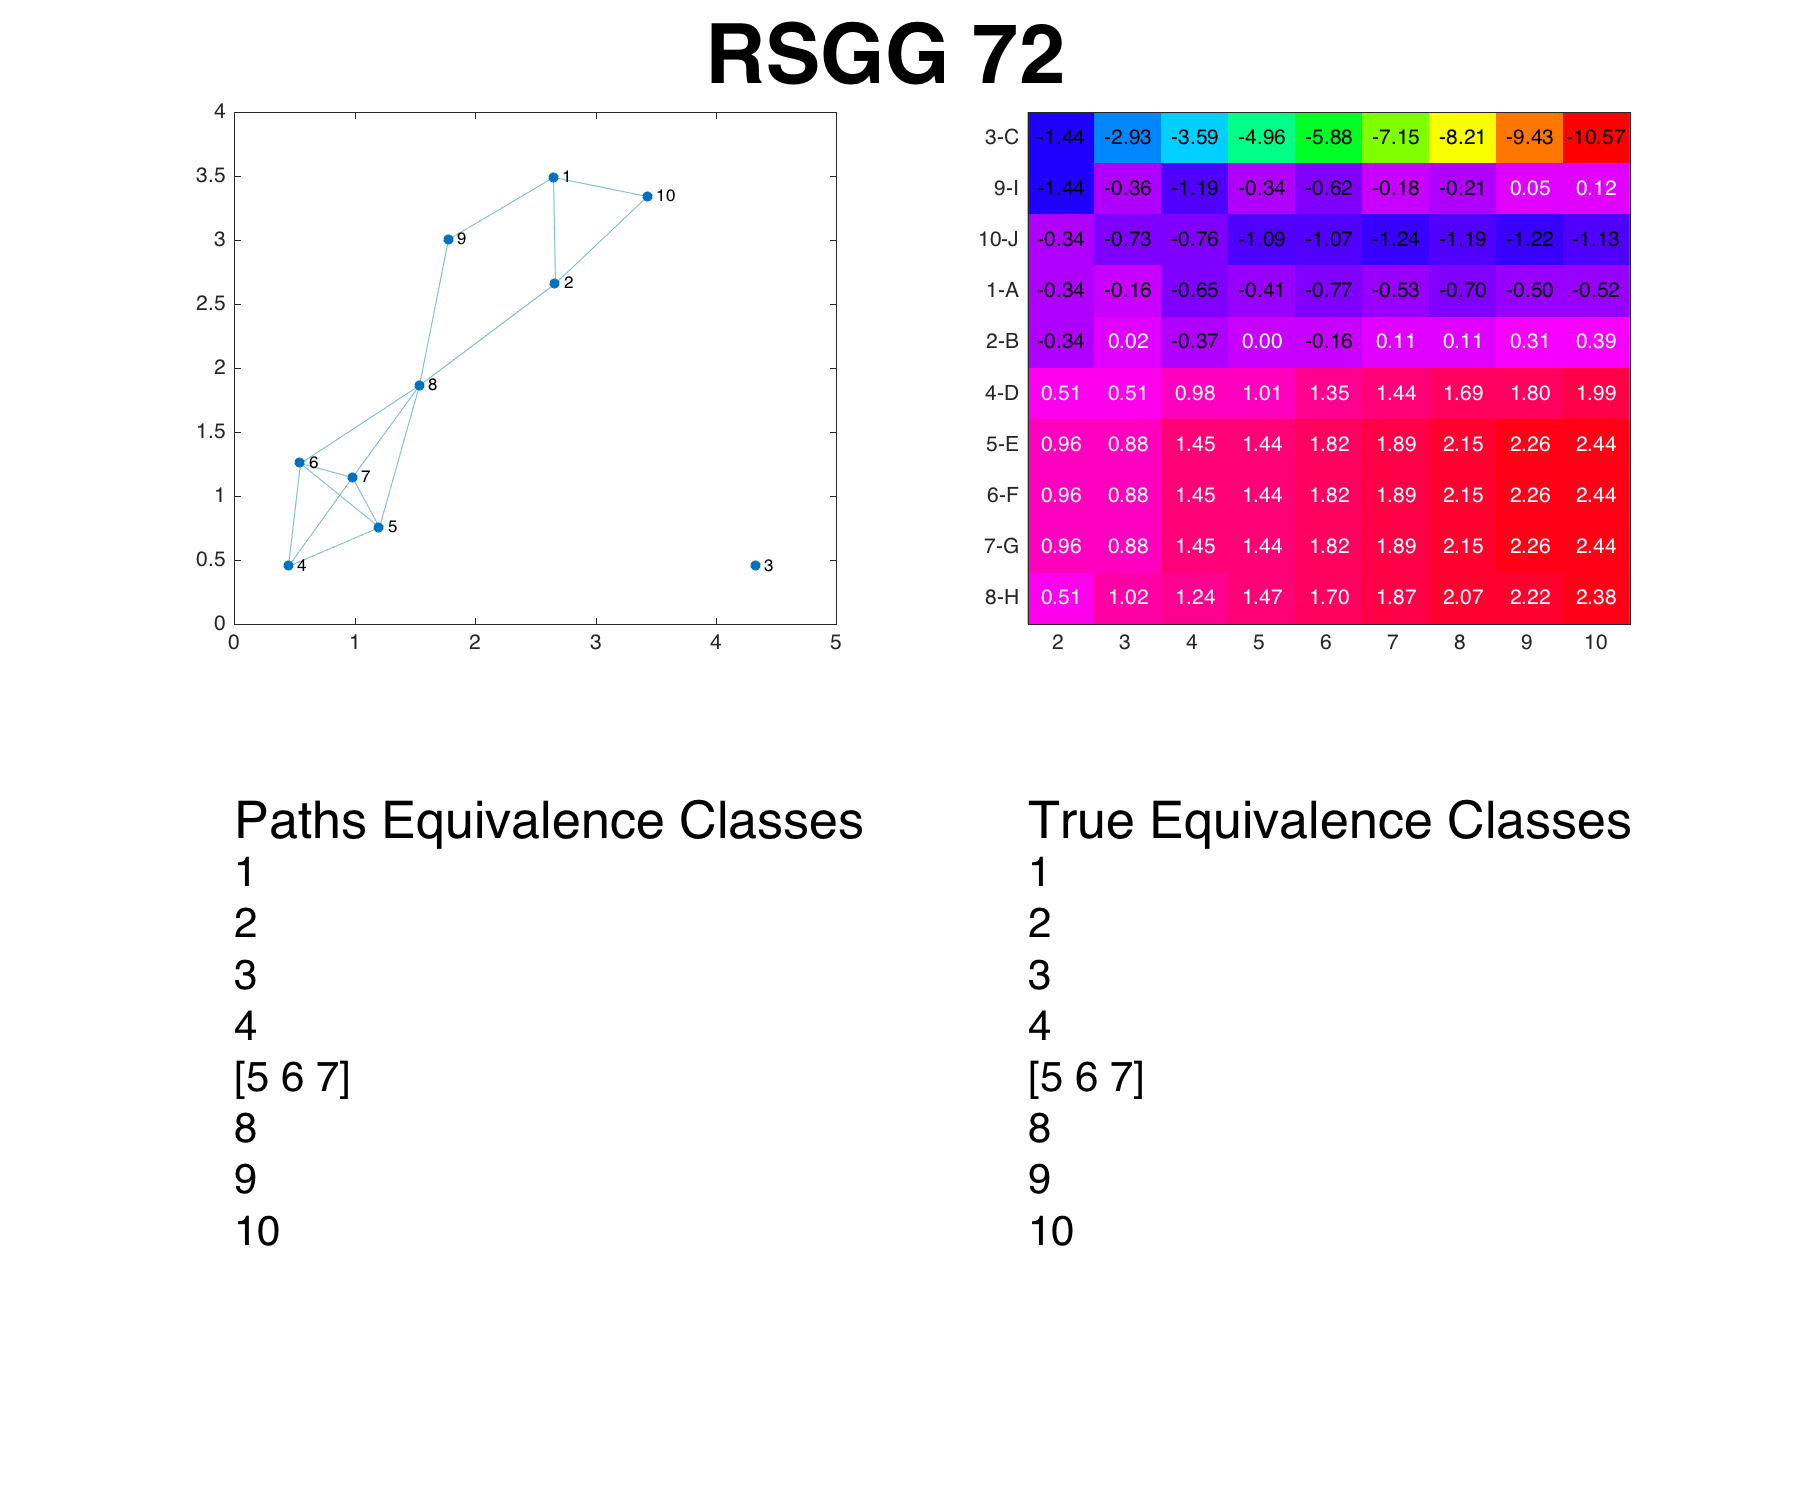 RSGG 72
4
3.5
3
2.5
2
1.5
1
0.5
0
0 1 2 3 4 5
1
10
9
2
8
6
7
5
4
3
3-C -1.44 -2.93 -3.59 -4.96 -5.88 -7.15 -8.21 -9.43 -10.57
9-I -1.44 -0.36 -1.19 -0.34 -0.62 -0.18 -0.21 0.05 0.12
10-J -0.34 -0.73 -0.76 -1.09 -1.07 -1.24 -1.19 -1.22 -1.13
1-A -0.34 -0.16 -0.65 -0.41 -0.77 -0.53 -0.70 -0.50 -0.52
2-B -0.34 0.02 -0.37 0.00 -0.16 0.11 0.11 0.31 0.39
4-D 0.51 0.51 0.98 1.01 1.35 1.44 1.69 1.80 1.99
5-E 0.96 0.88 1.45 1.44 1.82 1.89 2.15 2.26 2.44
6-F 0.96 0.88 1.45 1.44 1.82 1.89 2.15 2.26 2.44
7-G 0.96 0.88 1.45 1.44 1.82 1.89 2.15 2.26 2.44
8-H 0.51 1.02 1.24 1.47 1.70 1.87 2.07 2.22 2.38
2 3 4 5 6 7 8 9 10
Paths Equivalence Classes
1
2
3
4
[5 6 7]
8
9
10
True Equivalence Classes
1
2
3
4
[5 6 7]
8
9
10